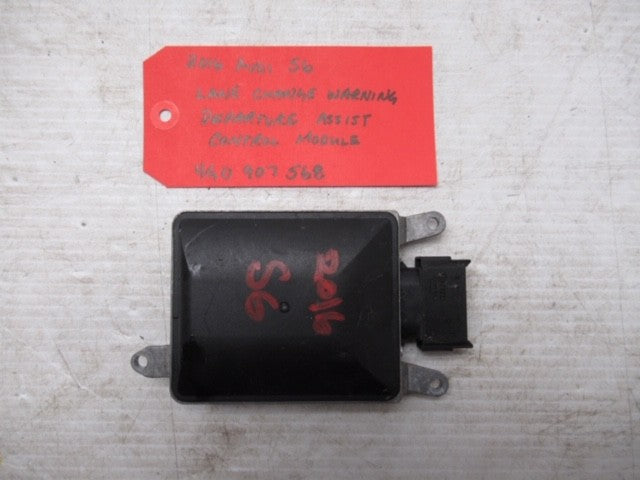 2016 AUDI S6
LANE CHANGE WARNING
DEPARTURE ASSIST
CONTROL MODULE
4G0 907 568
2016
S6